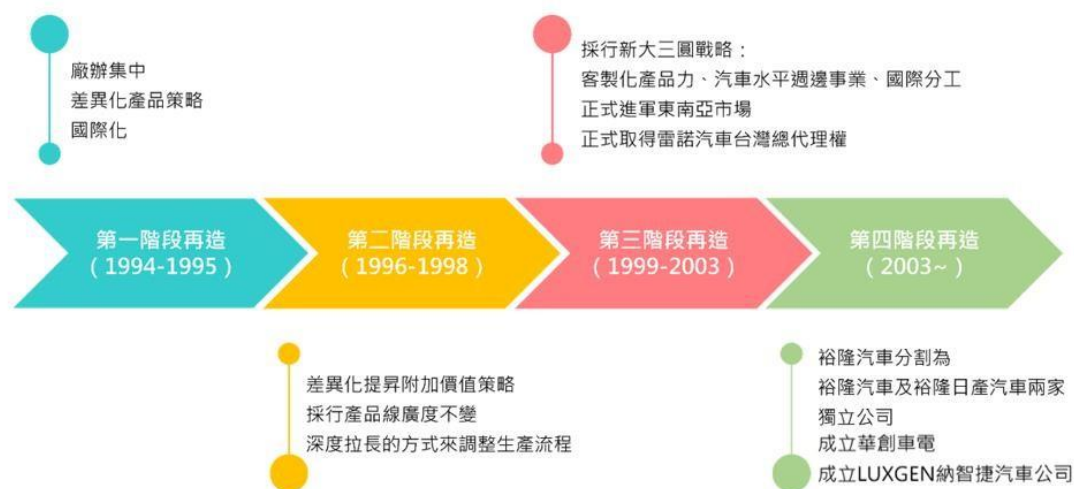 廠辦集中
差異化產品策略
國際化
採行新大三圓戰略：
客製化產品力、汽車水平週邊事業、國際分工
正式進軍東南亞市場
正式取得雷諾汽車台灣總代理權
第一階段再造
（1994-1995）
第二階段再造
（1996-1998）
第三階段再造
（1999-2003）
第四階段再造
（2003~）
差異化提昇附加價值策略
採行產品線廣度不變
深度拉長的方式來調整生產流程
裕隆汽車分割為
裕隆汽車及裕隆日產汽車兩家
獨立公司
成立華創車電
成立LUXGEN納智捷汽車公司